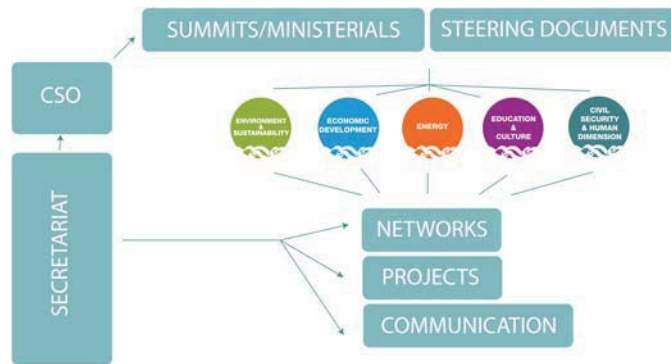 SUMMITS/MINISTERIALS
STEERING DOCUMENTS
CSO
ENVIRONMENT
&
SUSTAINABILITY
ECONOMIC
DEVELOPMENT
ENERGY
EDUCATION
&
CULTURE
CIVIL
SECURITY
& HUMAN
DIMENSION
SECRETARIAT
NETWORKS
PROJECTS
COMMUNICATION